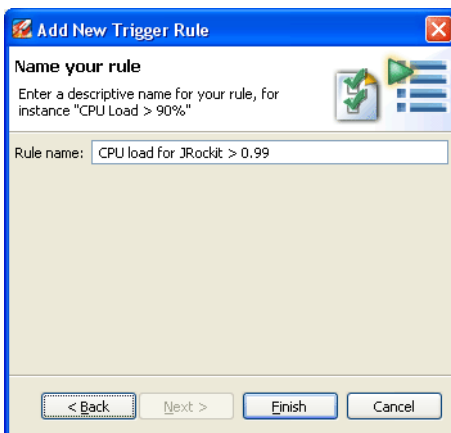 Add New Trigger Rule
Name your rule
Enter a descriptive name for your rule, for
instance "CPU Load > 90%"
Rule name: CPU load for JRockit > 0.99
< Back Next > Finish Cancel